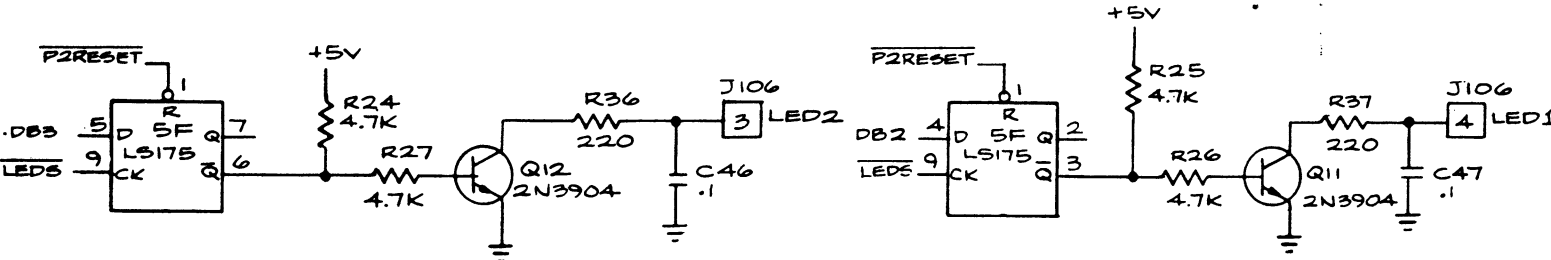 P2RESET
1
R
5 D
.DB3
5F
LS175
Q 7
9 CK
LEDS
Q 6
+5V
R24
4.7K
R27
4.7K
Q12
2N3904
R36
220
C46
.1
J106
3 LED2
P2RESET
1
R
DB2
4 D
5F
LS175
Q 2
LEDS
9 CK
Q 3
+5V
R25
4.7K
R26
4.7K
Q11
2N3904
R37
220
C47
.1
J106
4 LED1